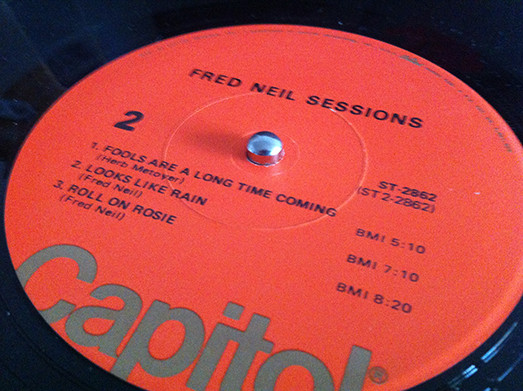 FRED NEIL SESSIONS
2
ST-2862
(ST2-2862)
1. FOOLS ARE A LONG TIME COMING
(Herb Metoyer)
BMI 5:10
2. LOOKS LIKE RAIN
(Fred Neil)
BMI 7:10
3. ROLL ON ROSIE
(Fred Neil)
BMI 8:20
Capitol®